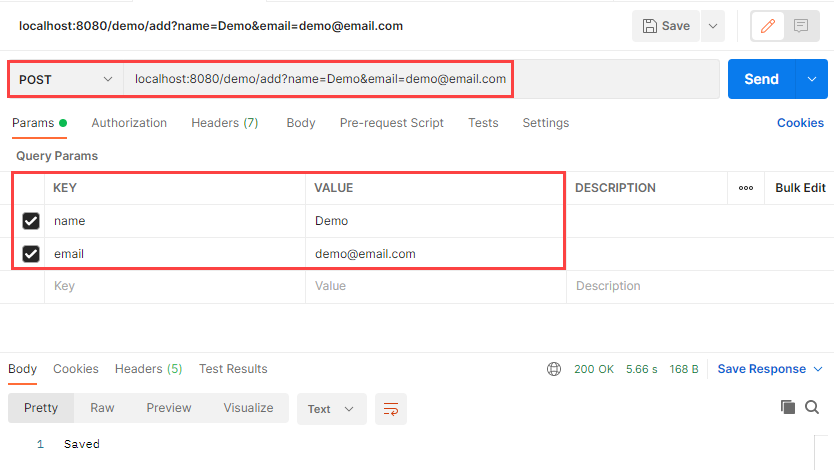 localhost:8080/demo/add?name=Demo&email=demo@email.com Save
POST localhost:8080/demo/add?name=Demo&email=demo@email.com Send
Params Authorization Headers (7) Body Pre-request Script Tests Settings Cookies
Query Params
KEY VALUE DESCRIPTION ooo Bulk Edit
name Demo
email demo@email.com
Key Value Description
Body Cookies Headers (5) Test Results 200 OK 5.66 s 168 B Save Response
Pretty Raw Preview Visualize Text
1 Saved